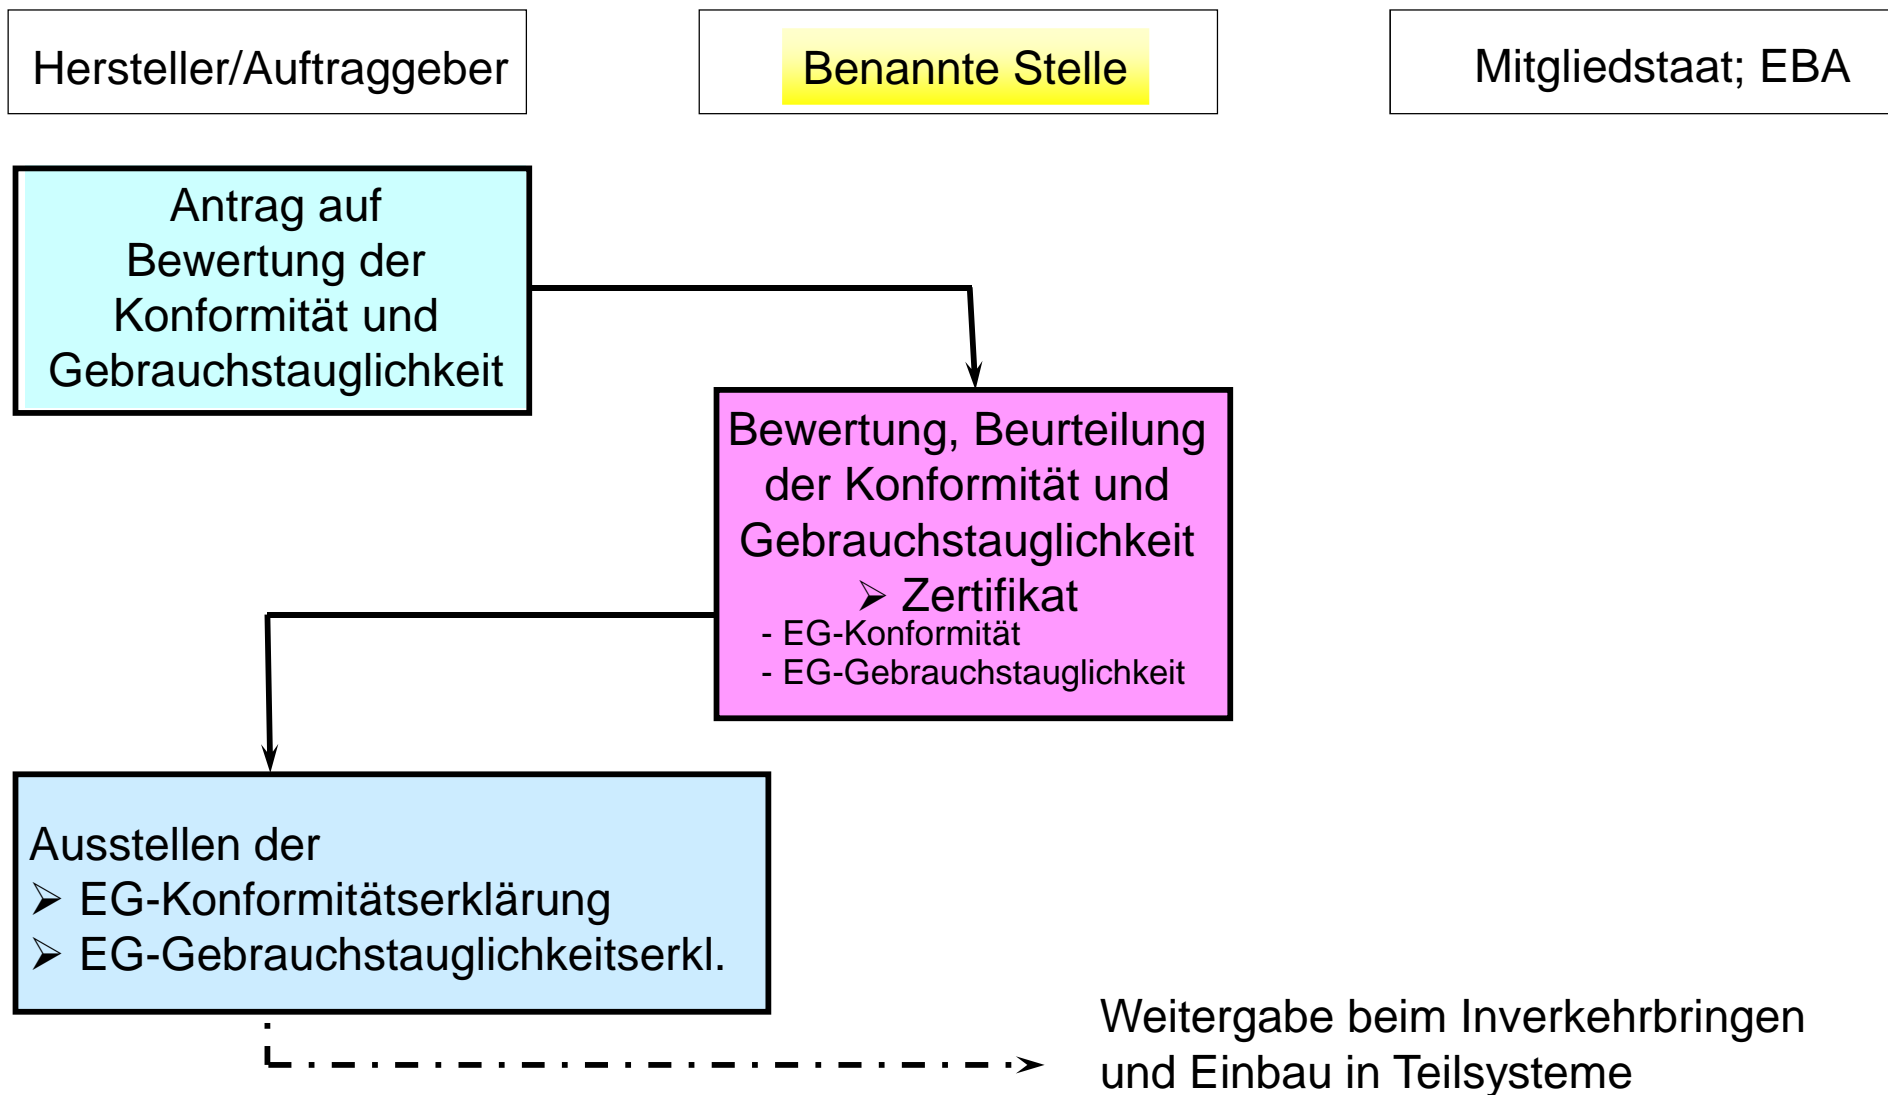 Hersteller/Auftraggeber
Benannte Stelle
Mitgliedstaat; EBA
Antrag auf
Bewertung der
Konformität und
Gebrauchstauglichkeit
Bewertung, Beurteilung
der Konformität und
Gebrauchstauglichkeit
➢ Zertifikat
- EG-Konformität
- EG-Gebrauchstauglichkeit
Ausstellen der
➢ EG-Konformitätserklärung
➢ EG-Gebrauchstauglichkeitserkl.
Weitergabe beim Inverkehrbringen
und Einbau in Teilsysteme